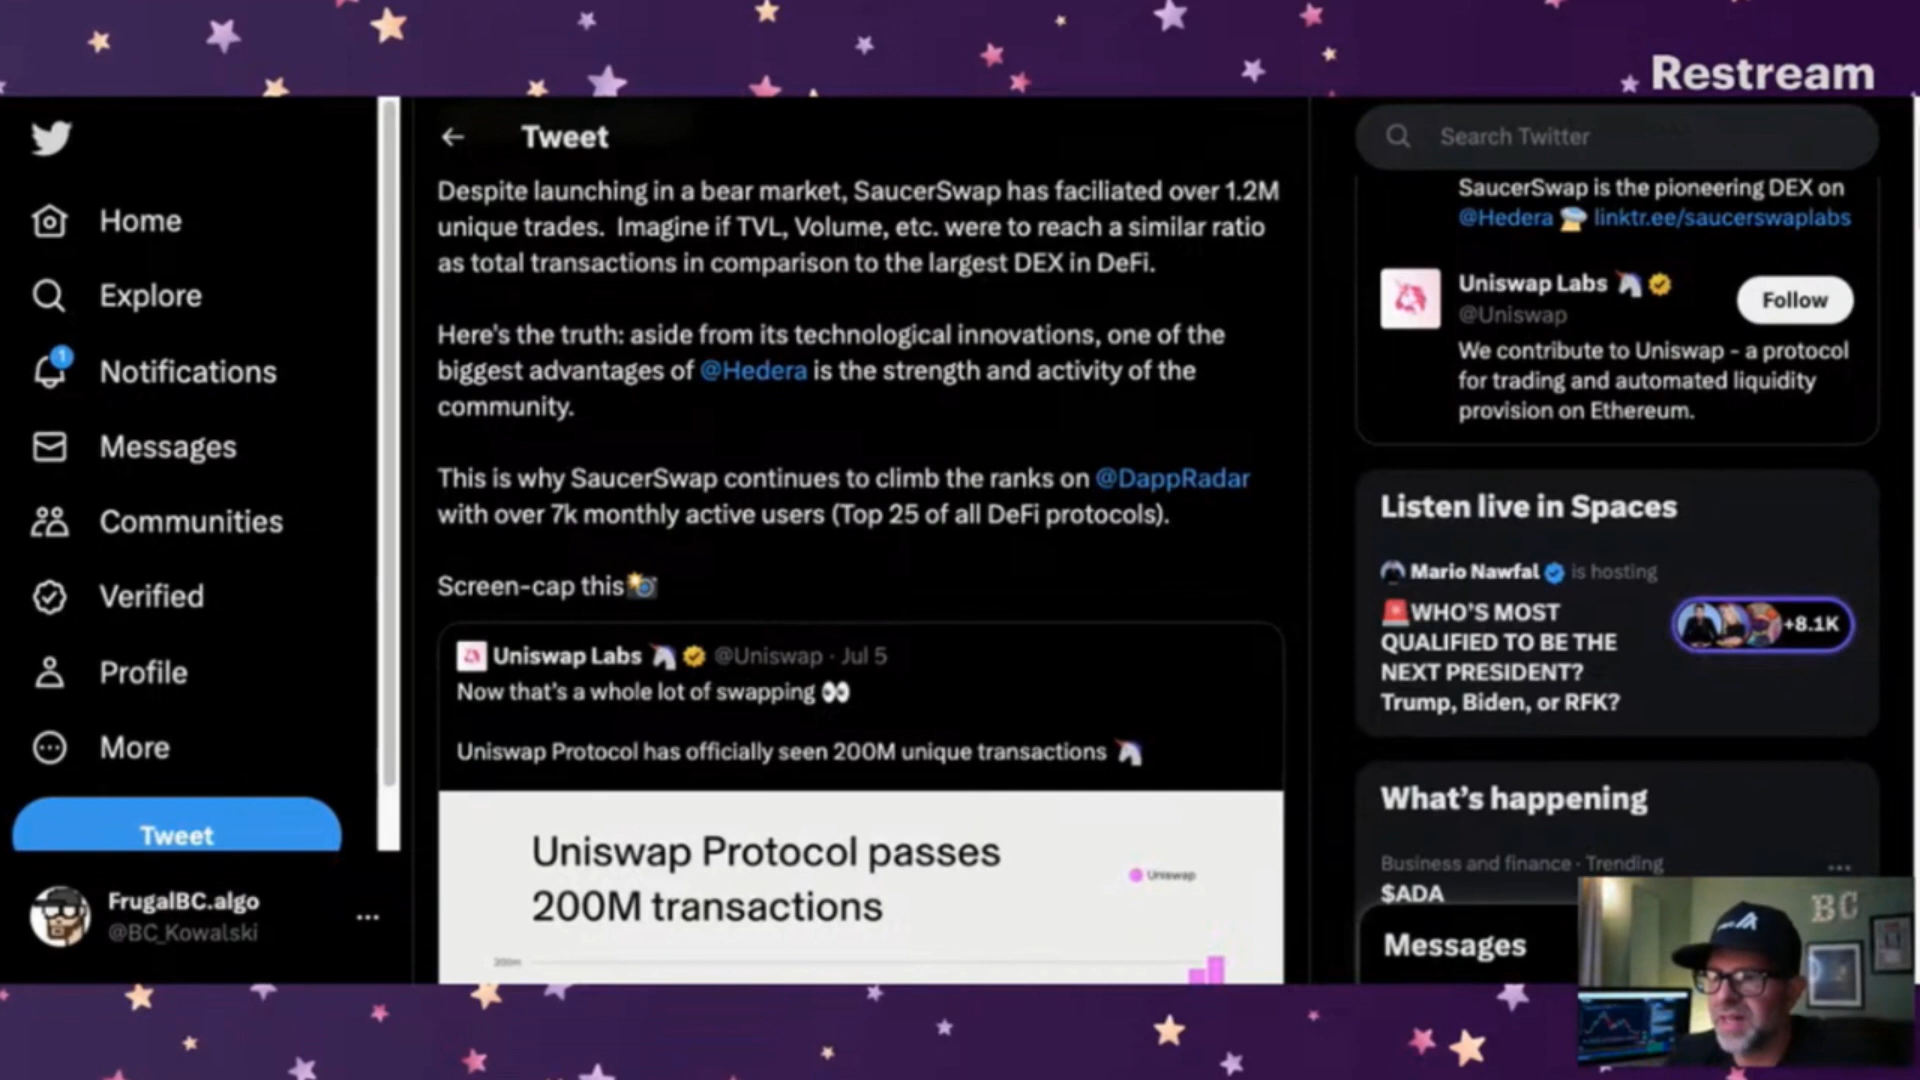 Restream
Home
Explore
1
Notifications
Messages
Communities
Verified
Profile
More
Tweet
FrugalBC.algo
@BC_Kowalski
Tweet
Despite launching in a bear market, SaucerSwap has faciliated over 1.2M
unique trades. Imagine if TVL, Volume, etc. were to reach a similar ratio
as total transactions in comparison to the largest DEX in DeFi.
Here's the truth: aside from its technological innovations, one of the
biggest advantages of @Hedera is the strength and activity of the
community.
This is why SaucerSwap continues to climb the ranks on @DappRadar
with over 7k monthly active users (Top 25 of all DeFi protocols).
Screen-cap this📸
Uniswap Labs 🦄 @Uniswap · Jul 5
Now that's a whole lot of swapping 👀
Uniswap Protocol has officially seen 200M unique transactions 🦄
Uniswap Protocol passes
200M transactions
Uniswap
200m
Search Twitter
SaucerSwap is the pioneering DEX on
@Hedera 🛸 linktr.ee/saucerswaplabs
Uniswap Labs 🦄
@Uniswap
Follow
We contribute to Uniswap - a protocol
for trading and automated liquidity
provision on Ethereum.
Listen live in Spaces
Mario Nawfal is hosting
🚨WHO'S MOST
QUALIFIED TO BE THE
NEXT PRESIDENT?
Trump, Biden, or RFK?
+8.1K
What's happening
Business and finance · Trending
$ADA
Messages
BC